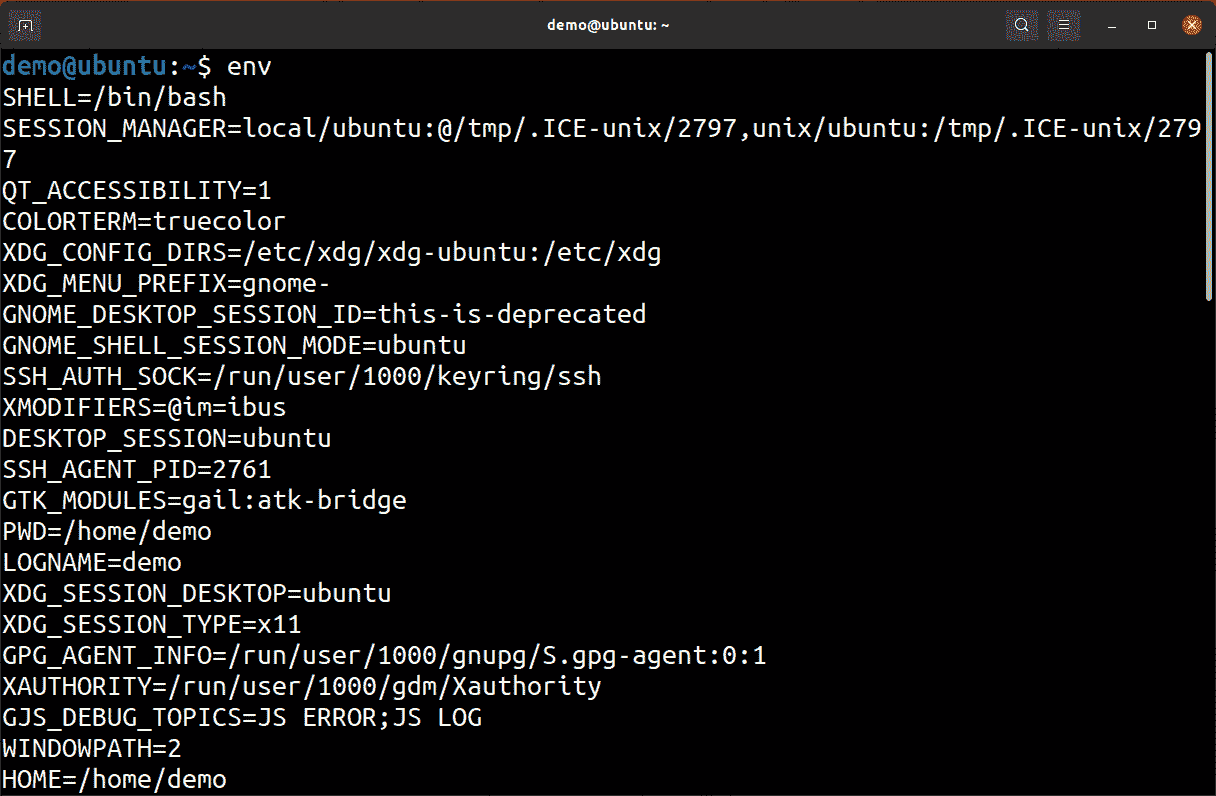 demo@ubuntu: ~
demo@ubuntu:~$ env
SHELL=/bin/bash
SESSION_MANAGER=local/ubuntu:@/tmp/.ICE-unix/2797,unix/ubuntu:/tmp/.ICE-unix/279
7
QT_ACCESSIBILITY=1
COLORTERM=truecolor
XDG_CONFIG_DIRS=/etc/xdg/xdg-ubuntu:/etc/xdg
XDG_MENU_PREFIX=gnome-
GNOME_DESKTOP_SESSION_ID=this-is-deprecated
GNOME_SHELL_SESSION_MODE=ubuntu
SSH_AUTH_SOCK=/run/user/1000/keyring/ssh
XMODIFIERS=@im=ibus
DESKTOP_SESSION=ubuntu
SSH_AGENT_PID=2761
GTK_MODULES=gail:atk-bridge
PWD=/home/demo
LOGNAME=demo
XDG_SESSION_DESKTOP=ubuntu
XDG_SESSION_TYPE=x11
GPG_AGENT_INFO=/run/user/1000/gnupg/S.gpg-agent:0:1
XAUTHORITY=/run/user/1000/gdm/Xauthority
GJS_DEBUG_TOPICS=JS ERROR;JS LOG
WINDOWPATH=2
HOME=/home/demo